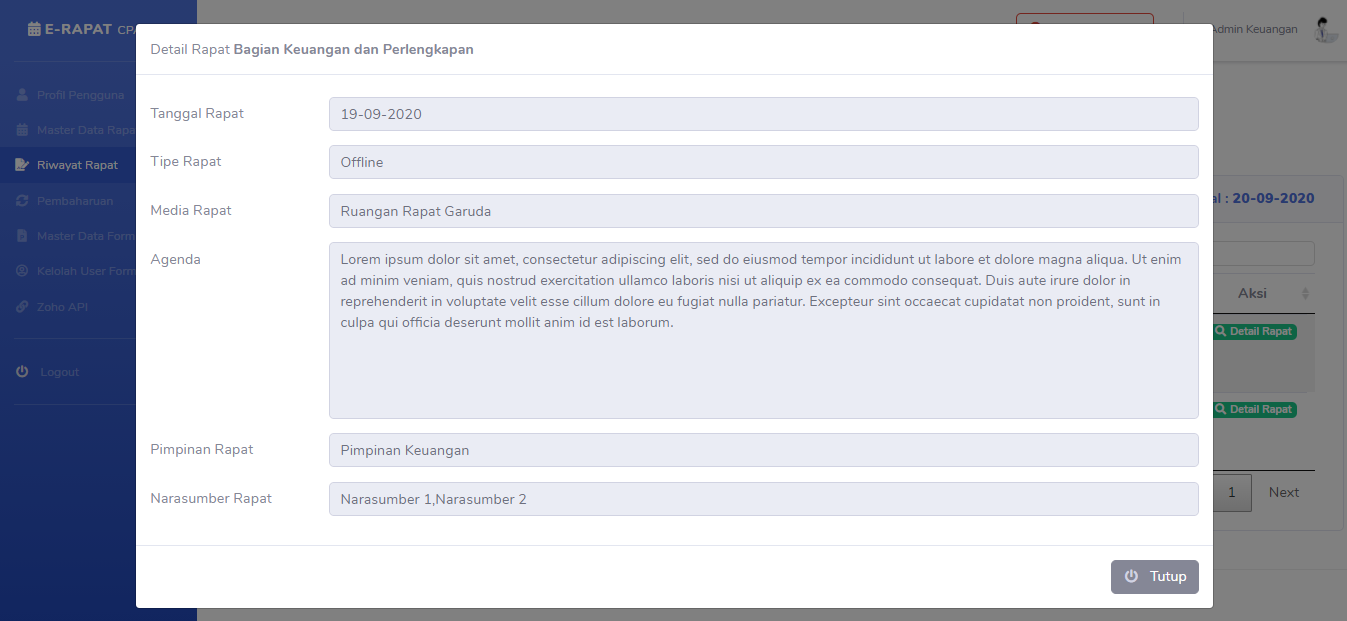 E-RAPAT
Admin Keuangan
Detail Rapat Bagian Keuangan dan Perlengkapan
Profil Pengguna
Master Data Rapa
Riwayat Rapat
Pembaharuan
Master Data Form
Kelolah User Form
Zoho API
Logout
Tanggal Rapat
19-09-2020
Tipe Rapat
Offline
Media Rapat
Ruangan Rapat Garuda
Agenda
Lorem ipsum dolor sit amet, consectetur adipiscing elit, sed do eiusmod tempor incididunt ut labore et dolore magna aliqua. Ut enim
ad minim veniam, quis nostrud exercitation ullamco laboris nisi ut aliquip ex ea commodo consequat. Duis aute irure dolor in
reprehenderit in voluptate velit esse cillum dolore eu fugiat nulla pariatur. Excepteur sint occaecat cupidatat non proident, sunt in
culpa qui officia deserunt mollit anim id est laborum.
Pimpinan Rapat
Pimpinan Keuangan
Narasumber Rapat
Narasumber 1,Narasumber 2
Tutup
al : 20-09-2020
Aksi
Detail Rapat
Detail Rapat
1 Next